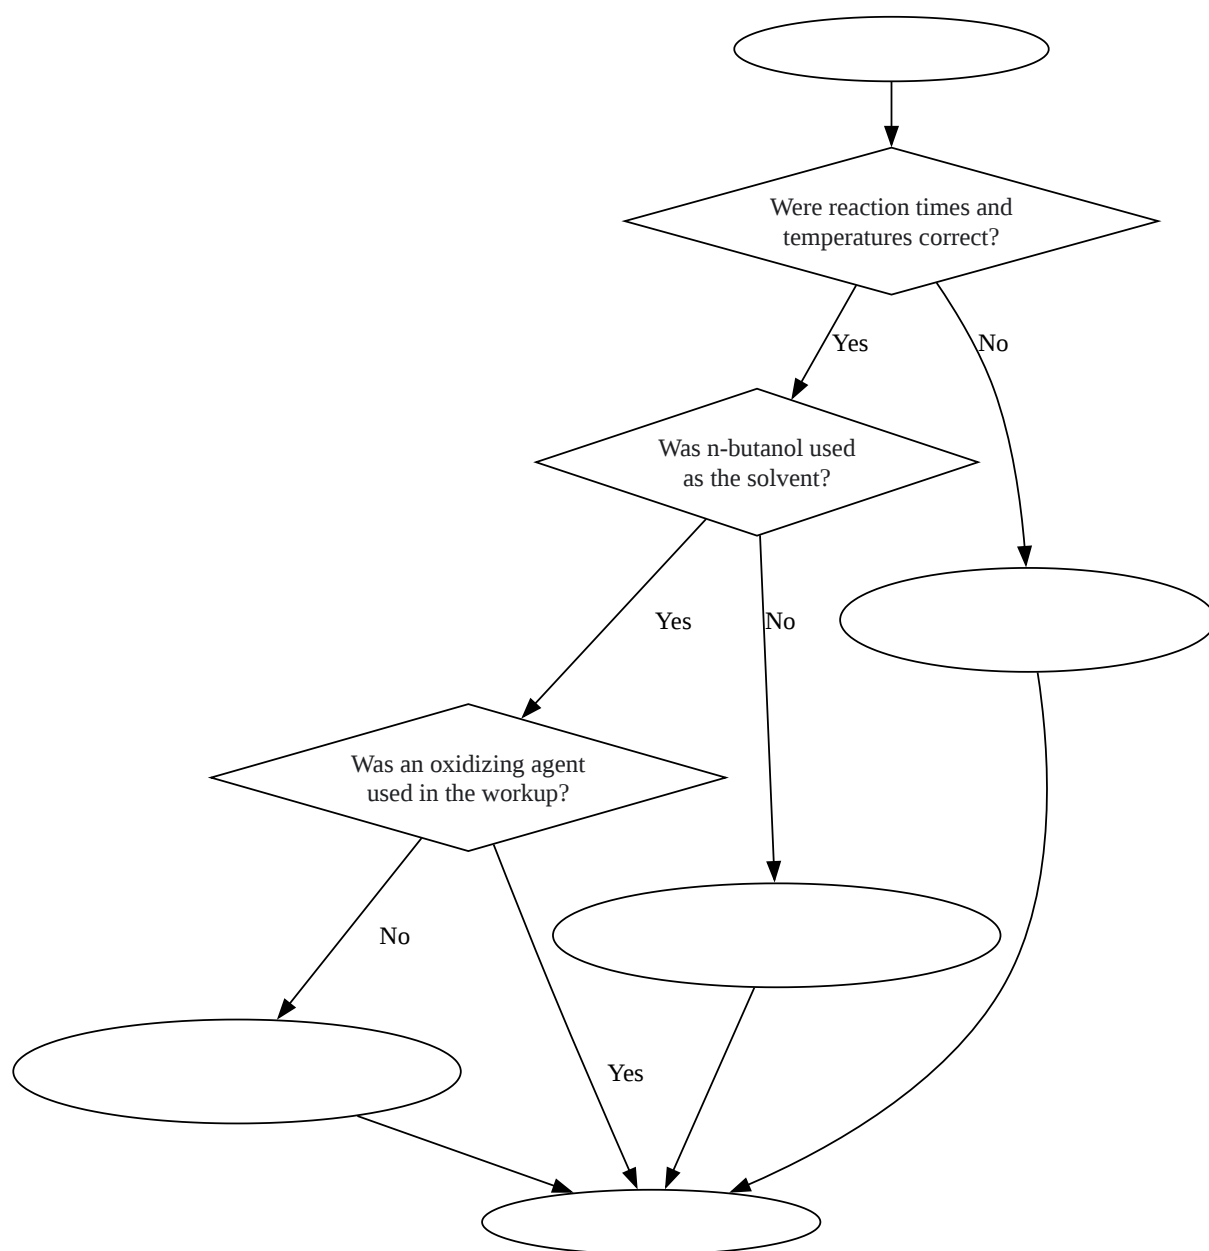 Were reaction times and
temperatures correct?
Yes
No
Was n-butanol used
as the solvent?
Yes
No
Was an oxidizing agent
used in the workup?
No
Yes